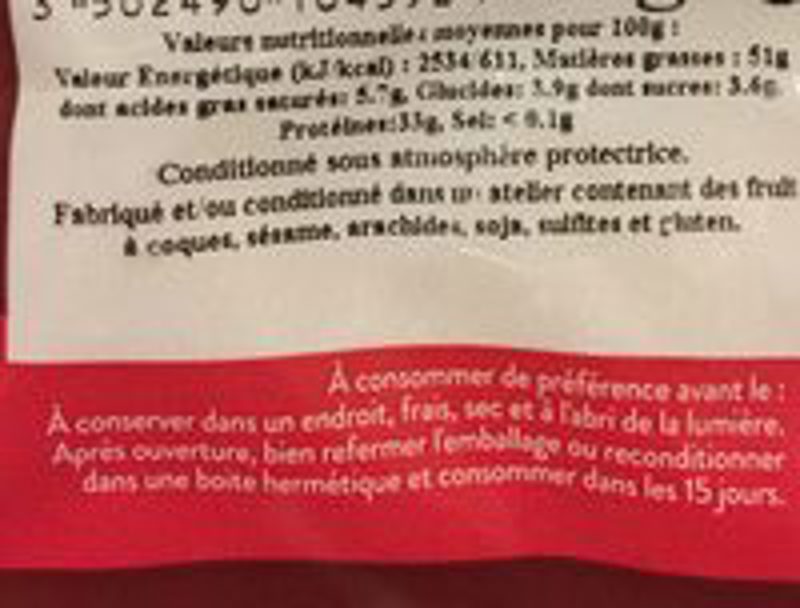 Valeurs nutritionnelles moyennes pour 100g :
Valeur Energétique (kJ/kcal) : 2534/611, Matières grasses : 51g
dont acides gras saturés: 5.7g, Glucides: 3.9g dont sucres: 3.6g,
Protéines:33g, Sel: < 0.1g
Conditionné sous atmosphère protectrice.
Fabriqué et/ou conditionné dans un atelier contenant des fruit
à coques, sésame, arachides, soja, sulfites et gluten.
À consommer de préférence avant le :
À conserver dans un endroit, frais, sec et à l'abri de la lumière.
Après ouverture, bien refermer l'emballage ou reconditionner
dans une boite hermétique et consommer dans les 15 jours.